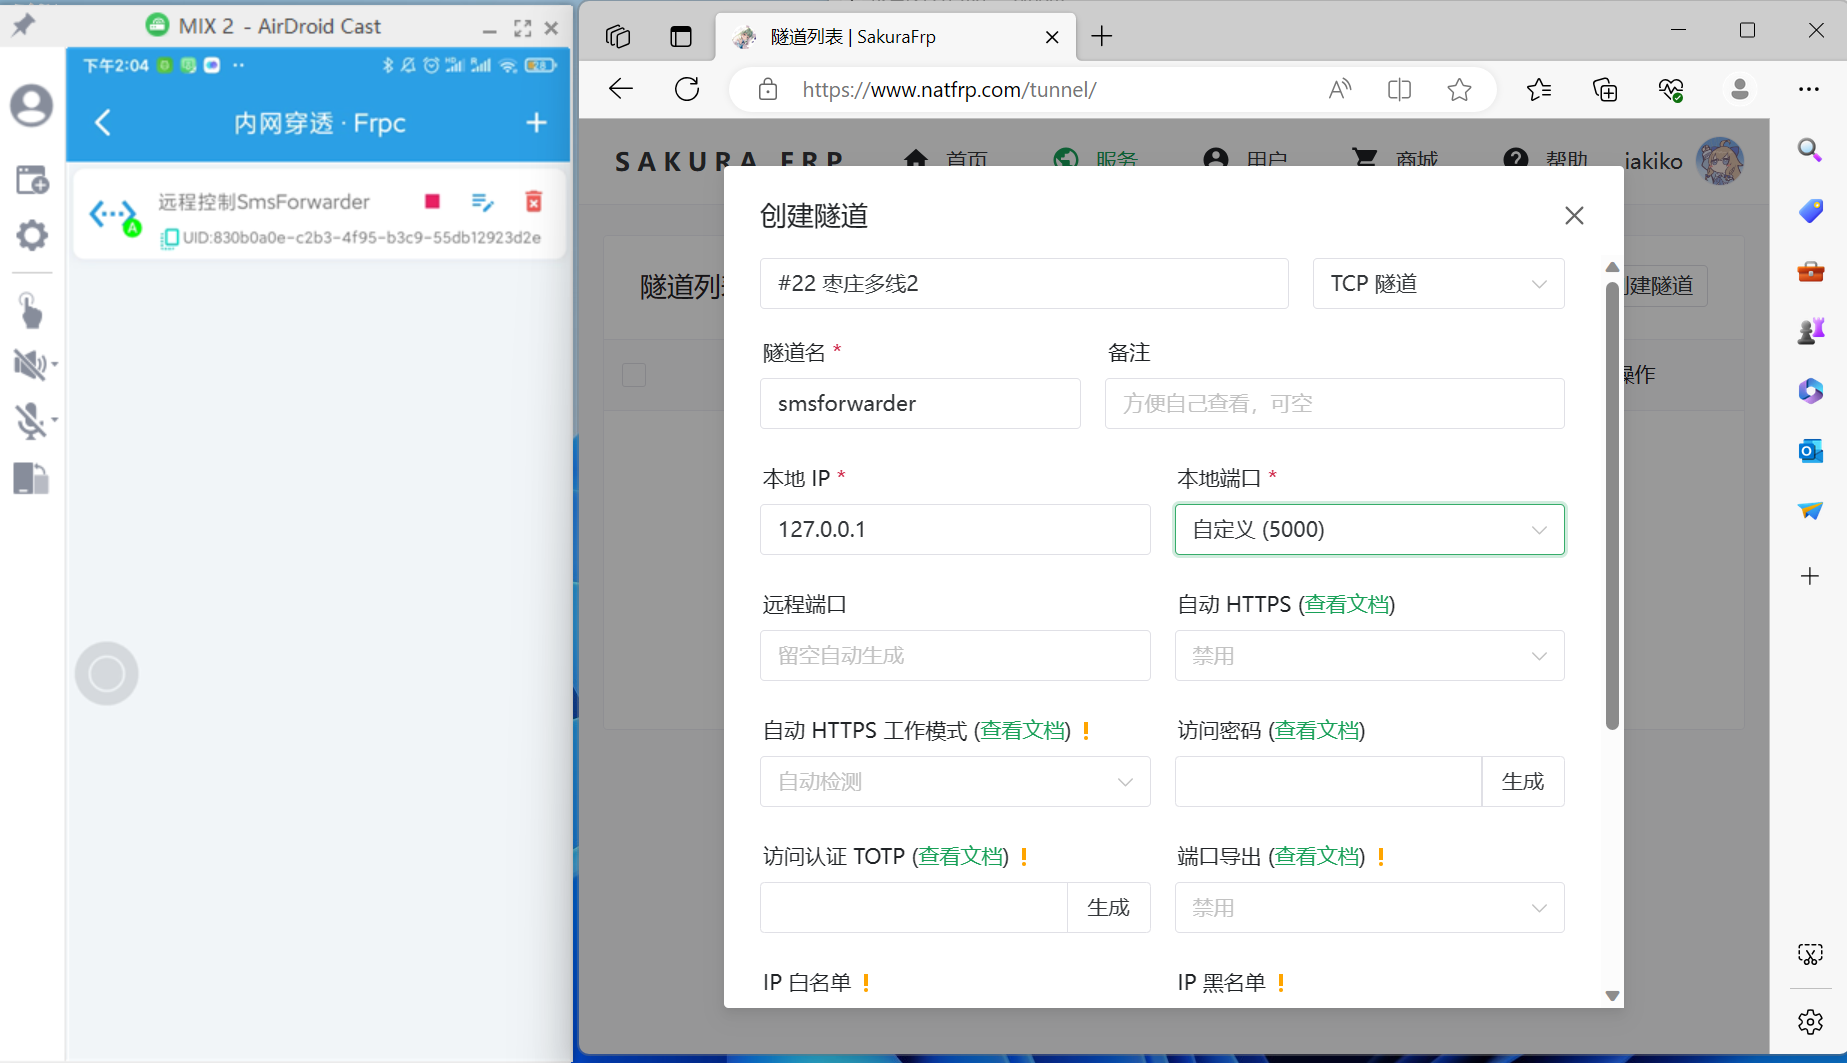 MIX 2 - AirDroid Cast
下午2:04
28
内网穿透 · Frpc
远程控制SmsForwarder
A
UID:830b0a0e-c2b3-4f95-b3c9-55db12923d2e
隧道列表 | SakuraFrp
https://www.natfrp.com/tunnel/
SAKURA FRP
首页
服务
用户
商城
帮助
iakiko
隧道列
建隧道
操作
创建隧道
#22 枣庄多线2
TCP 隧道
隧道名 *
备注
smsforwarder
方便自己查看，可空
本地 IP *
本地端口 *
127.0.0.1
自定义 (5000)
远程端口
自动 HTTPS (查看文档)
留空自动生成
禁用
自动 HTTPS 工作模式 (查看文档) !
访问密码 (查看文档)
自动检测
生成
访问认证 TOTP (查看文档) !
端口导出 (查看文档) !
生成
禁用
IP 白名单 !
IP 黑名单 !